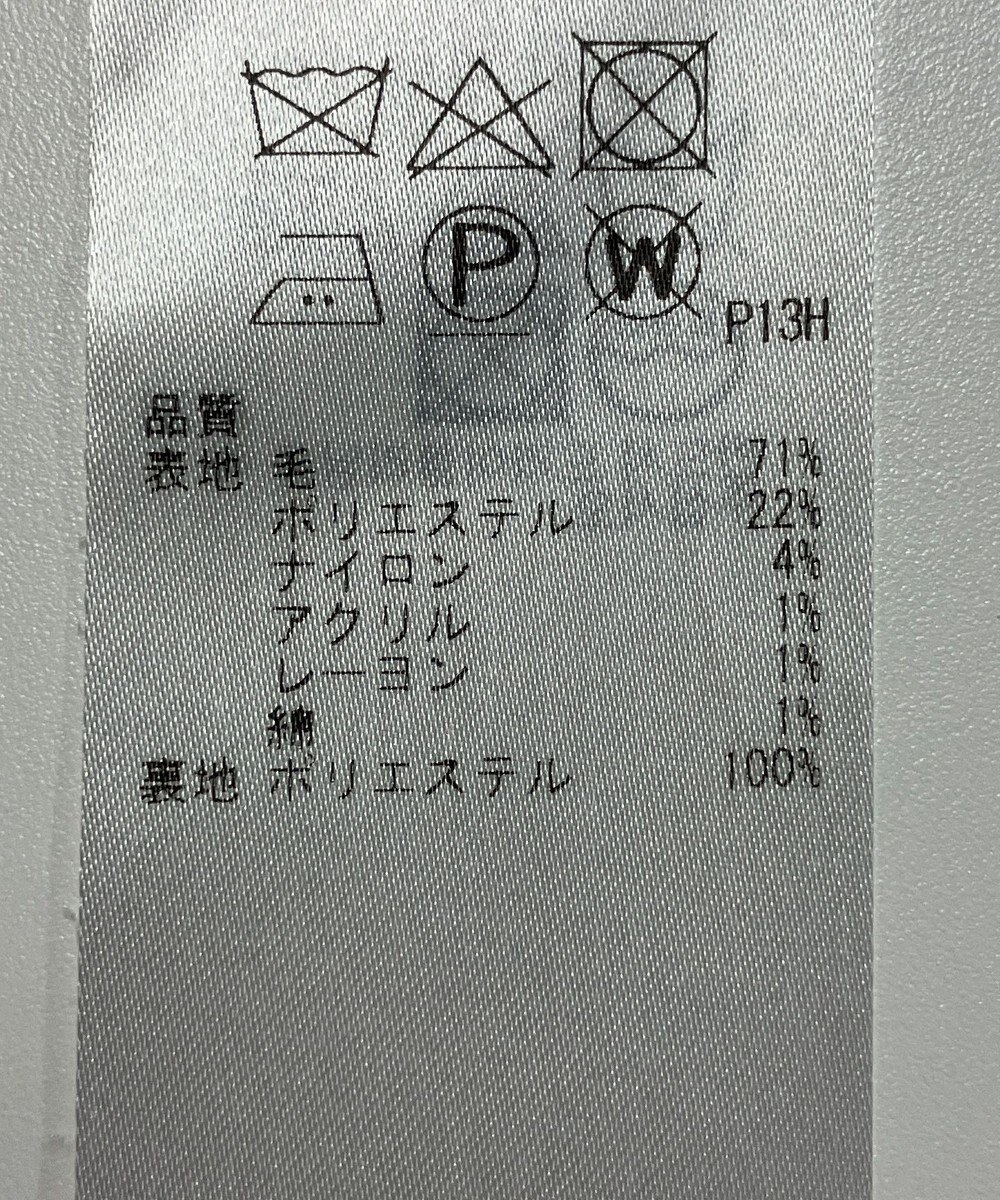 P W P13H
品質
表地 毛 71%
ポリエステル 22%
ナイロン 4%
アクリル 1%
レーヨン 1%
綿 1%
裏地 ポリエステル 100%